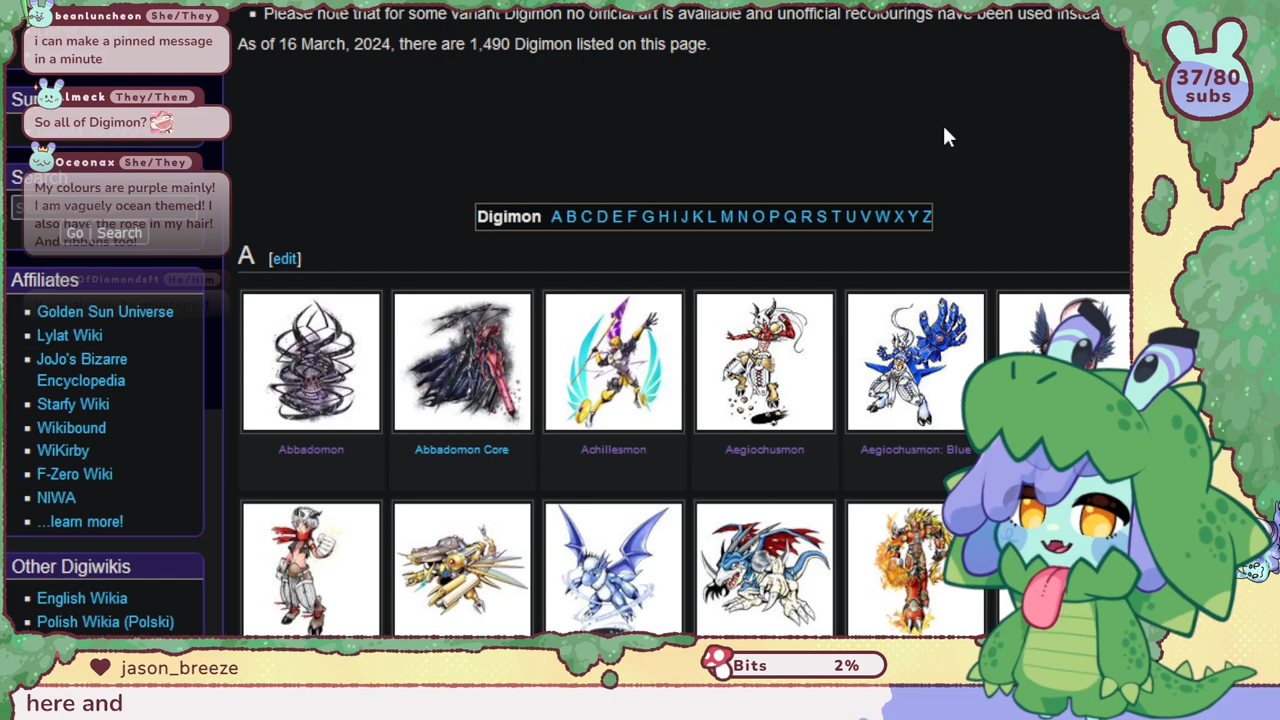 beanluncheon She/They
i can make a pinned message
in a minute
lmeck They/Them
So all of Digimon?
Oceonax She/They
My colours are purple mainly!
I am vaguely ocean themed! I
also have the rose in my hair!
And ribbons too!
Search
Go Search
Affiliates
Golden Sun Universe
Lylat Wiki
JoJo's Bizarre
Encyclopedia
Starfy Wiki
Wikibound
WiKirby
F-Zero Wiki
NIWA
...learn more!
Other Digiwikis
English Wikia
Polish Wikia (Polski)
Please note that for some variant Digimon no official art is available and unofficial recolourings have been used instea
As of 16 March, 2024, there are 1,490 Digimon listed on this page.
Digimon A B C D E F G H I J K L M N O P Q R S T U V W X Y Z
A [edit]
Abbadomon
Abbadomon Core
Achillesmon
Aegiochusmon
Aegiochusmon: Blue
37/80
subs
jason_breeze
Bits 2%
here and